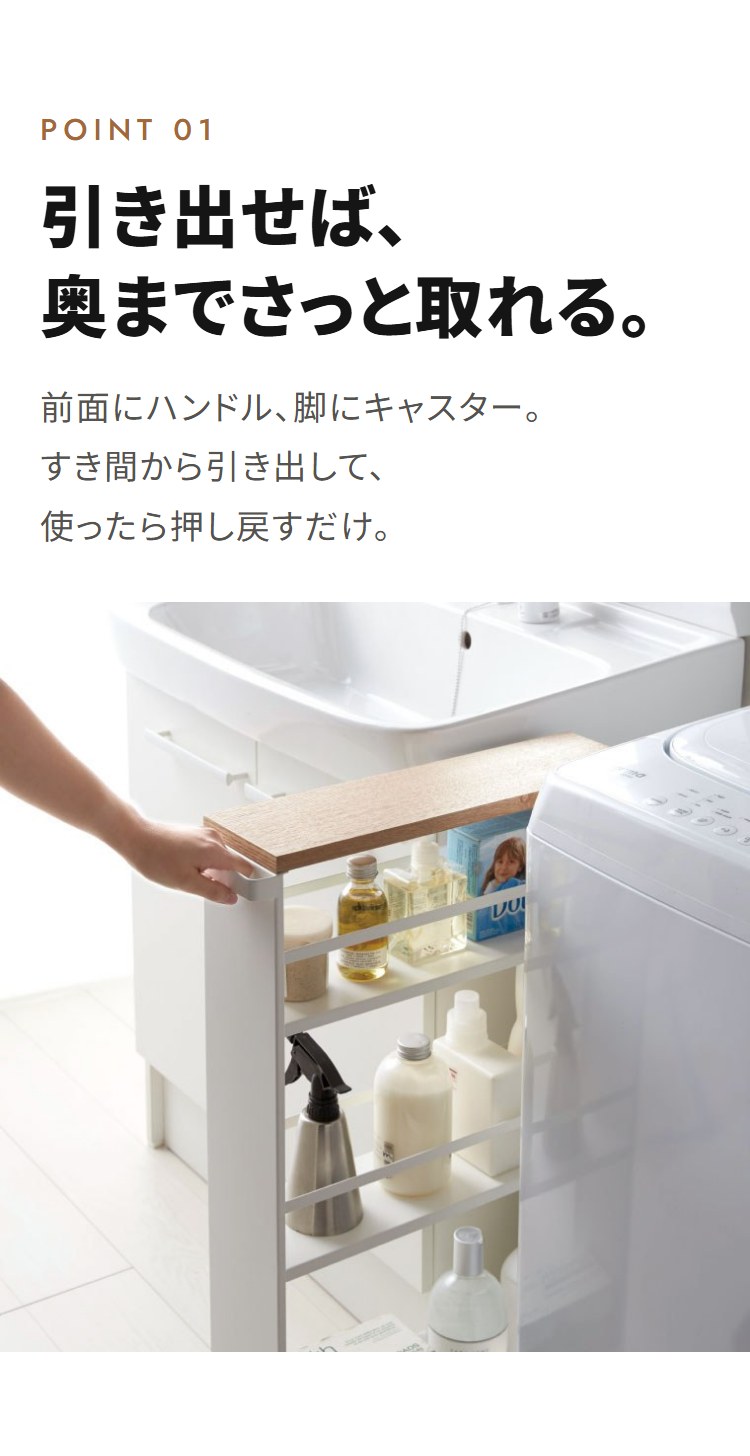 POINT 01
引き出せば、
奥までさっと取れる。
前面にハンドル、脚にキャスター。
すき間から引き出して、
使ったら押し戻すだけ。